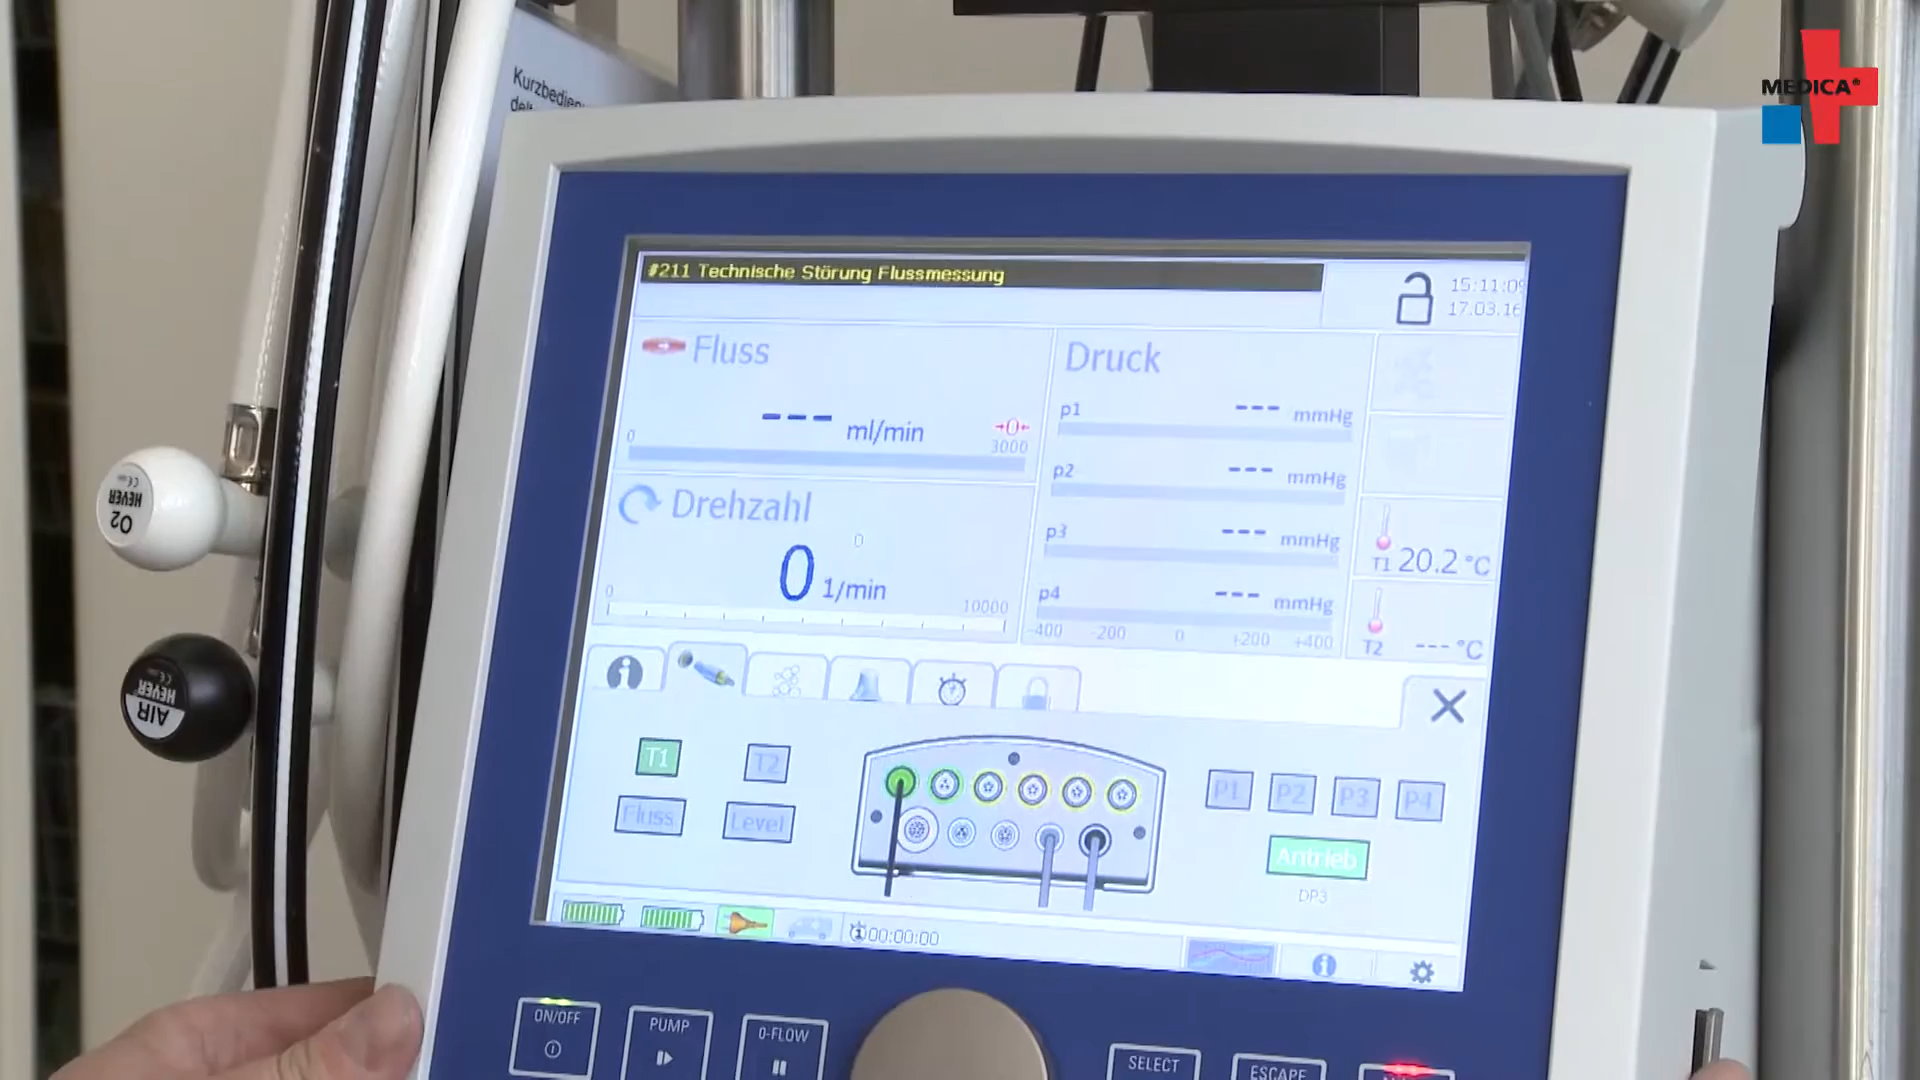 Kurzbedien
MEDICA®
#211 Technische Störung Flussmessung
15:11:09
17.03.16
Fluss
--- ml/min
→0←
0 3000
Drehzahl
0
0 1/min
0 10000
Druck
p1 --- mmHg
p2 --- mmHg
p3 --- mmHg
p4 --- mmHg
-400 -200 0 +200 +400
T1 20.2 °C
T2 --- °C
T1 T2
Fluss Level
P1 P2 P3 P4
Antrieb
DP3
00:00:00
ON/OFF
PUMP
0-FLOW
SELECT
ESCAPE
O2
HEYER
AIR
HEYER